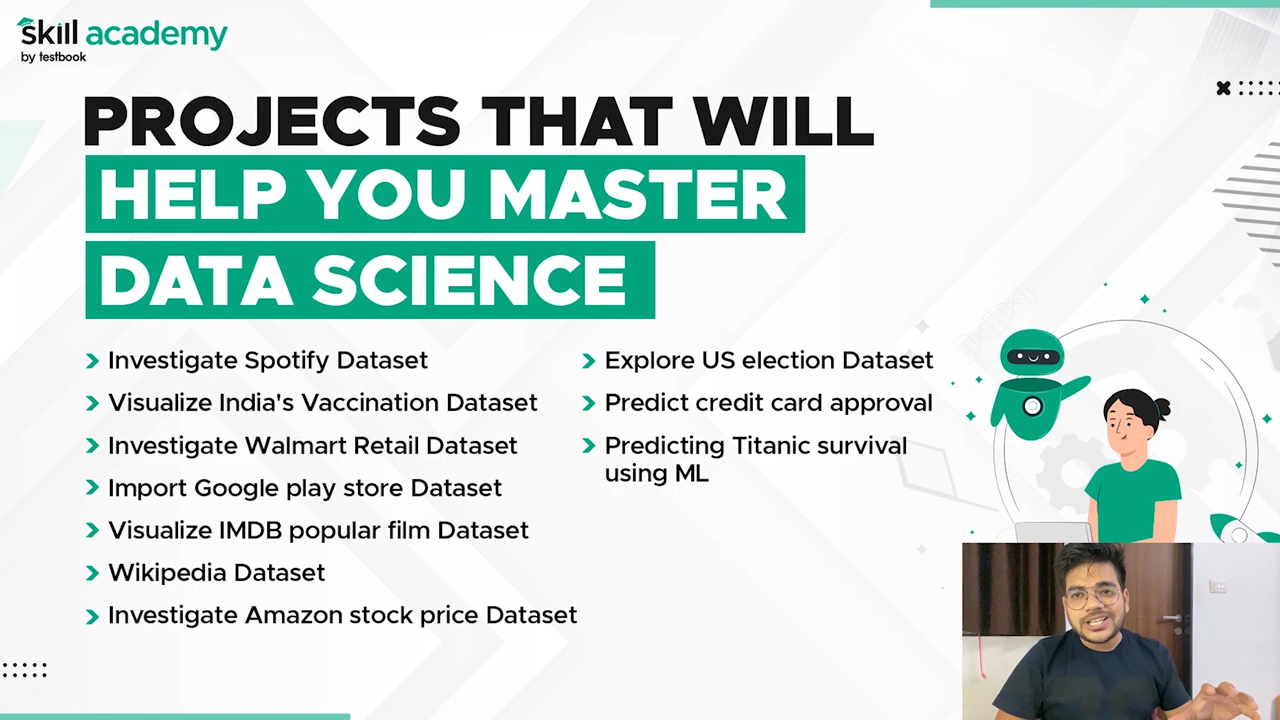 skill academy
by testbook
PROJECTS THAT WILL
HELP YOU MASTER
DATA SCIENCE
Investigate Spotify Dataset
Visualize India's Vaccination Dataset
Investigate Walmart Retail Dataset
Import Google play store Dataset
Visualize IMDB popular film Dataset
Wikipedia Dataset
Investigate Amazon stock price Dataset
Explore US election Dataset
Predict credit card approval
Predicting Titanic survival
using ML